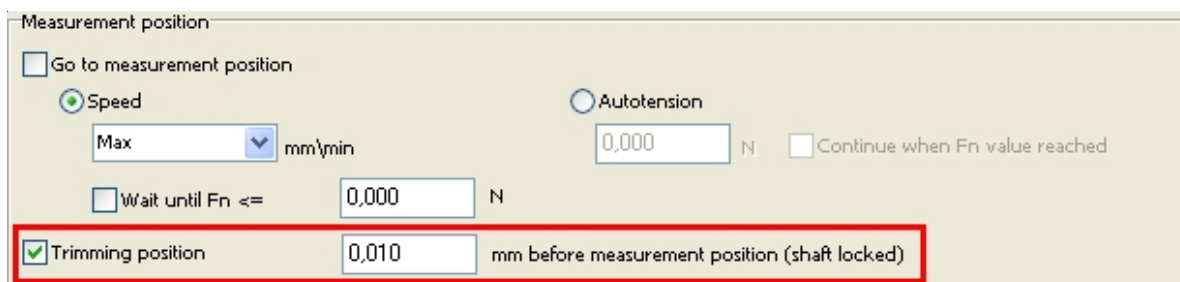 Measurement position
Go to measurement position
Speed Autotension
Max mm\min 0,000 N Continue when Fn value reached
Wait until Fn <= 0,000 N
Trimming position 0,010 mm before measurement position (shaft locked)